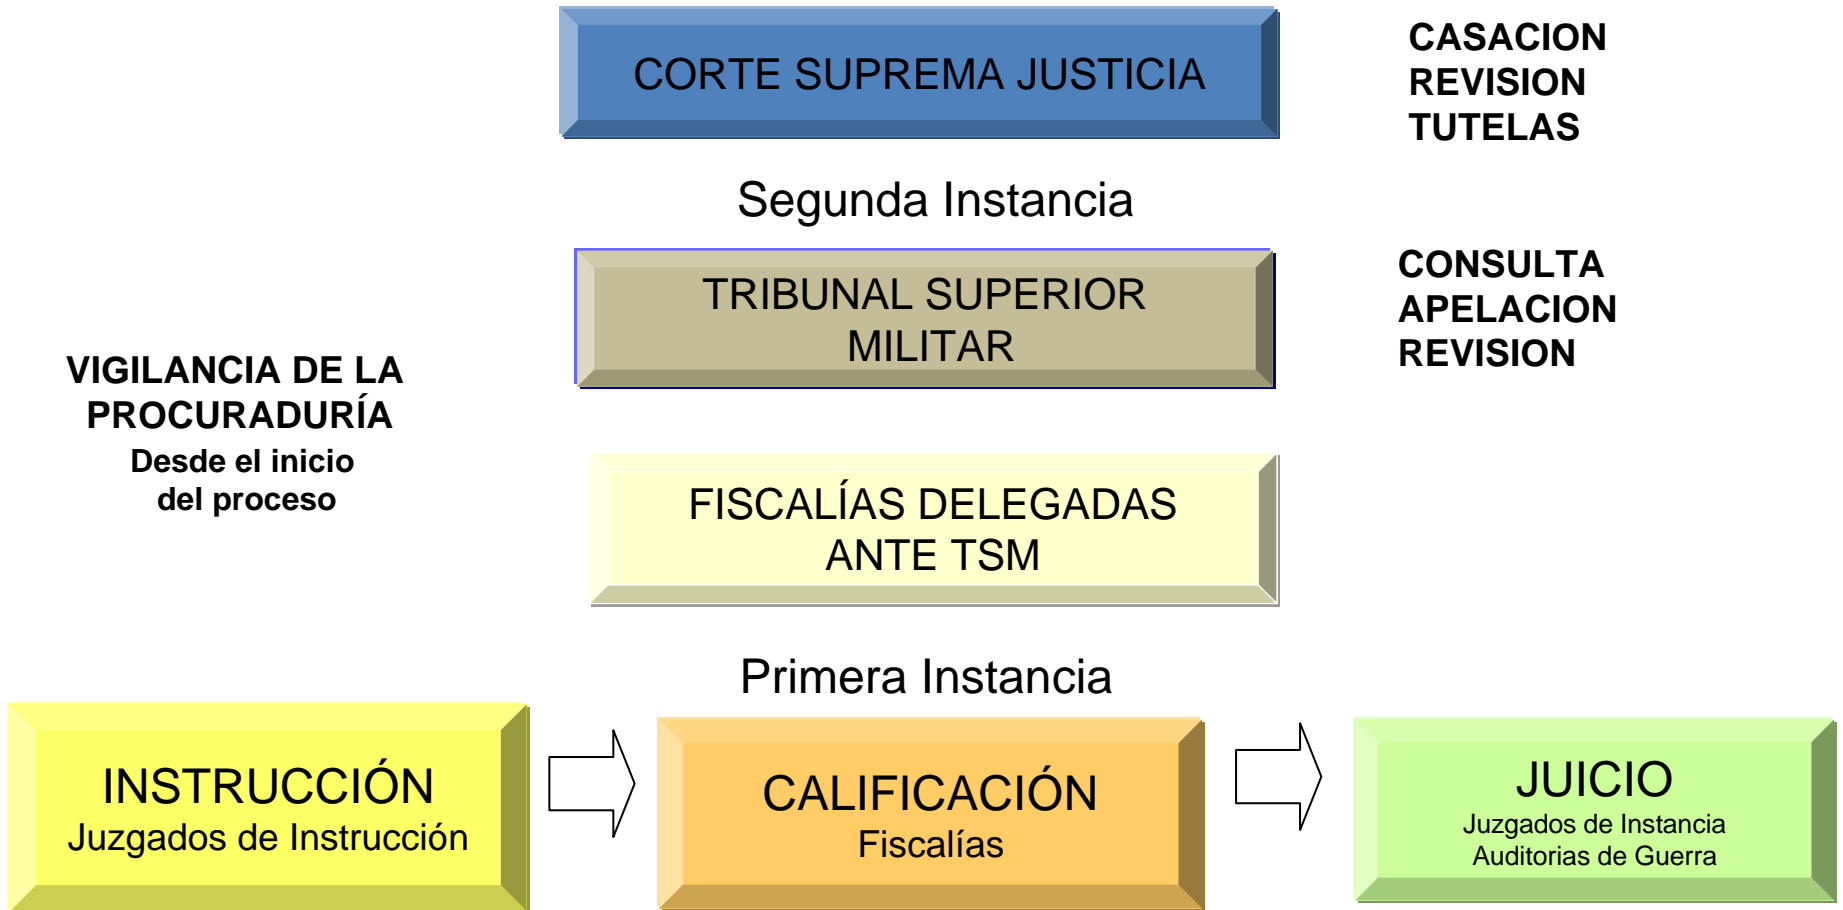 CORTE SUPREMA JUSTICIA
CASACION
REVISION
TUTELAS
Segunda Instancia
TRIBUNAL SUPERIOR
MILITAR
CONSULTA
APELACION
REVISION
VIGILANCIA DE LA
PROCURADURÍA
Desde el inicio
del proceso
FISCALÍAS DELEGADAS
ANTE TSM
Primera Instancia
INSTRUCCIÓN
Juzgados de Instrucción
CALIFICACIÓN
Fiscalías
JUICIO
Juzgados de Instancia
Auditorias de Guerra